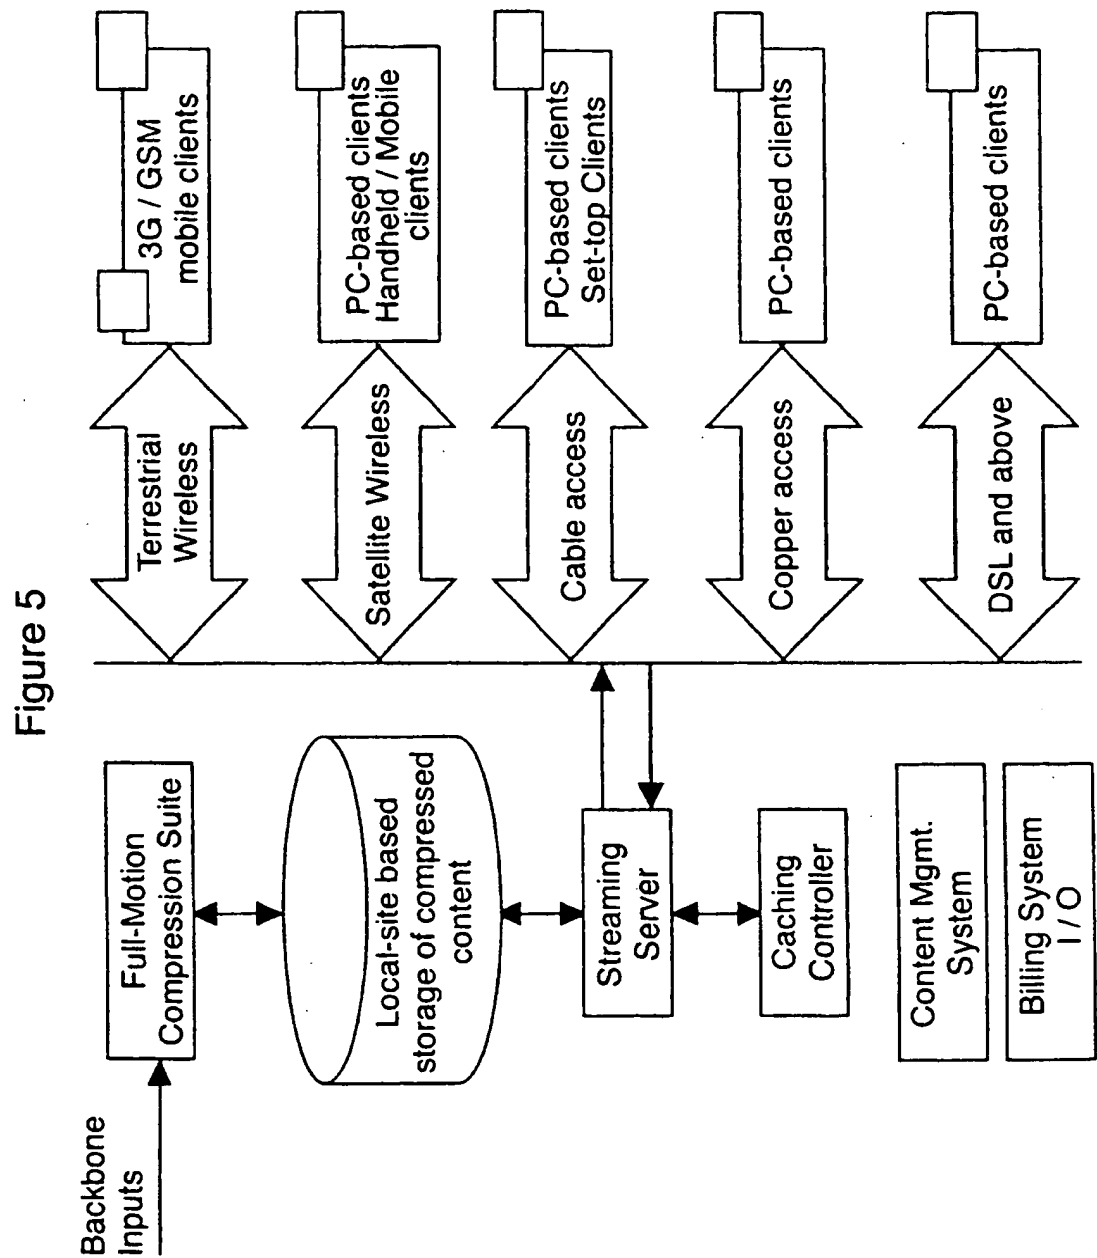 Figure 5
Backbone
Inputs
Full-Motion
Compression Suite
Local-site based
storage of compressed
content
Streaming
Server
Caching
Controller
Content Mgmt.
System
Billing System
I / O
Terrestrial
Wireless
3G / GSM
mobile clients
Satellite Wireless
PC-based clients
Handheld / Mobile
clients
Cable access
PC-based clients
Set-top Clients
Copper access
PC-based clients
DSL and above
PC-based clients